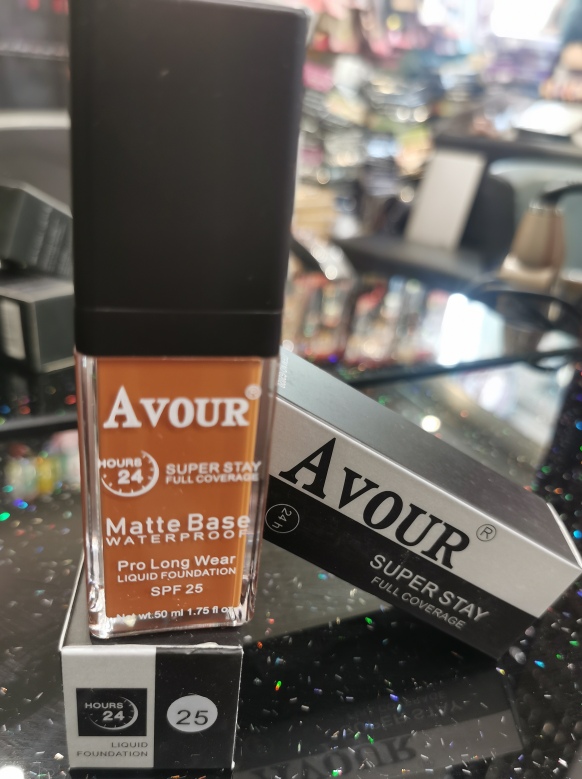 AVOUR®
HOURS
24
SUPER STAY
FULL COVERAGE
Matte Base
WATERPROOF
Pro Long Wear
LIQUID FOUNDATION
SPF 25
Net wt.50 ml 1.75 fl oz
AVOUR®
24h
SUPER STAY
FULL COVERAGE
HOURS
24
25
LIQUID
FOUNDATION